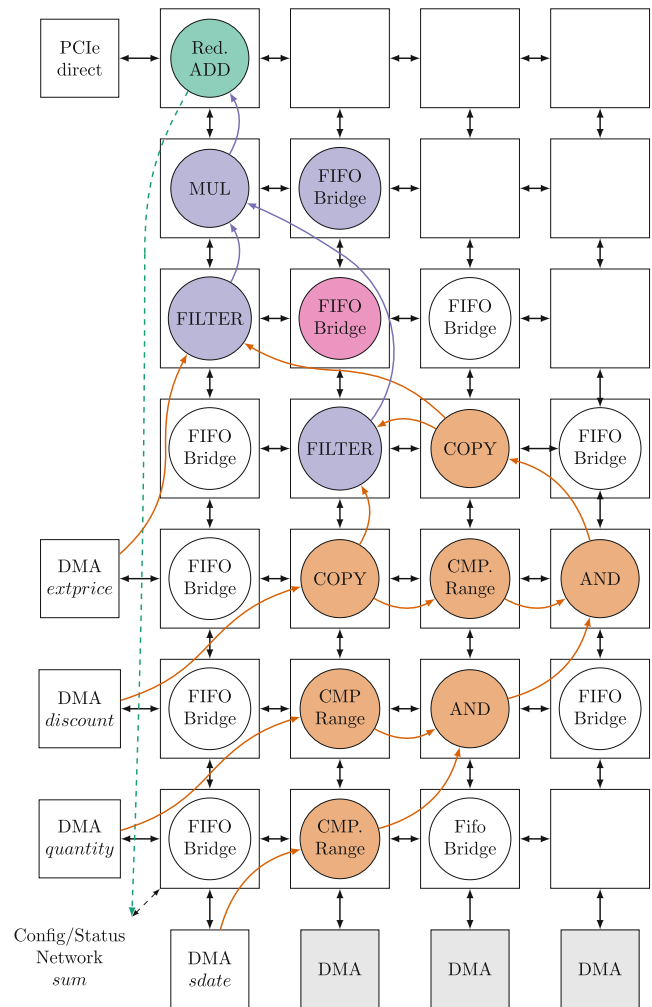 PCIe
direct
Red.
ADD
MUL
FIFO
Bridge
FILTER
FIFO
Bridge
FIFO
Bridge
FIFO
Bridge
FILTER
COPY
FIFO
Bridge
DMA
extprice
FIFO
Bridge
COPY
CMP.
Range
AND
DMA
discount
FIFO
Bridge
CMP
Range
AND
FIFO
Bridge
DMA
quantity
FIFO
Bridge
CMP.
Range
Fifo
Bridge
Config/Status
Network
sum
DMA
sdate
DMA
DMA
DMA